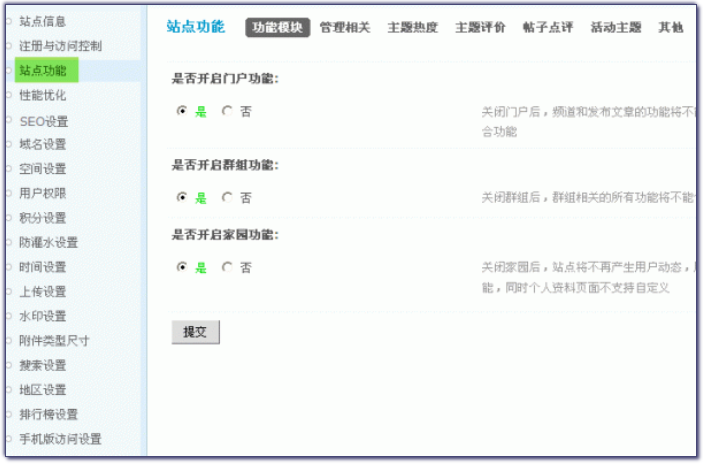 站点信息
注册与访问控制
站点功能
性能优化
SEO设置
域名设置
空间设置
用户权限
积分设置
防灌水设置
时间设置
上传设置
水印设置
附件类型尺寸
搜索设置
地区设置
排行榜设置
手机版访问设置
站点功能 功能模块 管理相关 主题热度 主题评价 帖子点评 活动主题 其他
是否开启门户功能:
是 否
关闭门户后，频道和发布文章的功能将不
合功能
是否开启群组功能:
是 否
关闭群组后，群组相关的所有功能将不能
是否开启家园功能:
是 否
关闭家园后，站点将不再产生用户动态，
能，同时个人资料页面不支持自定义
提交